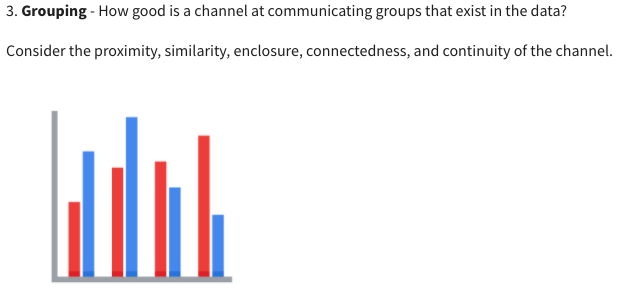 3. Grouping - How good is a channel at communicating groups that exist in the data?
Consider the proximity, similarity, enclosure, connectedness, and continuity of the channel.